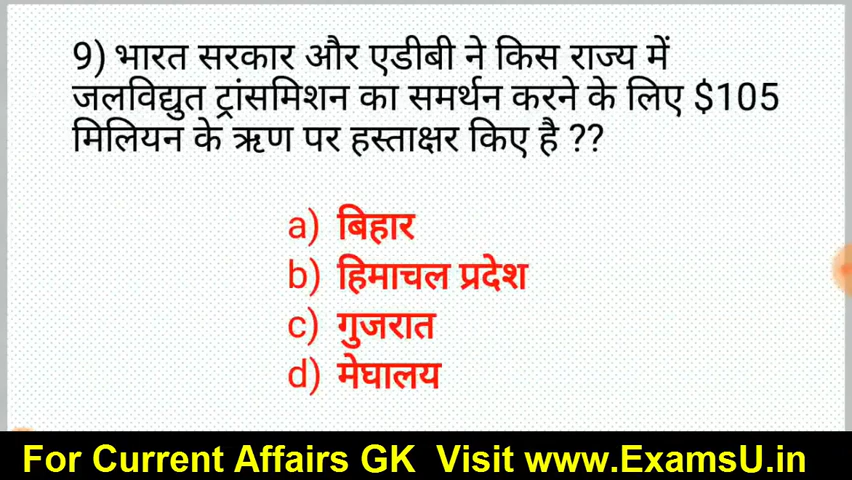 9) भारत सरकार और एडीबी ने किस राज्य में
जलविद्युत ट्रांसमिशन का समर्थन करने के लिए $105
मिलियन के ऋण पर हस्ताक्षर किए है ??
a) बिहार
b) हिमाचल प्रदेश
c) गुजरात
d) मेघालय
For Current Affairs GK Visit www.ExamsU.in